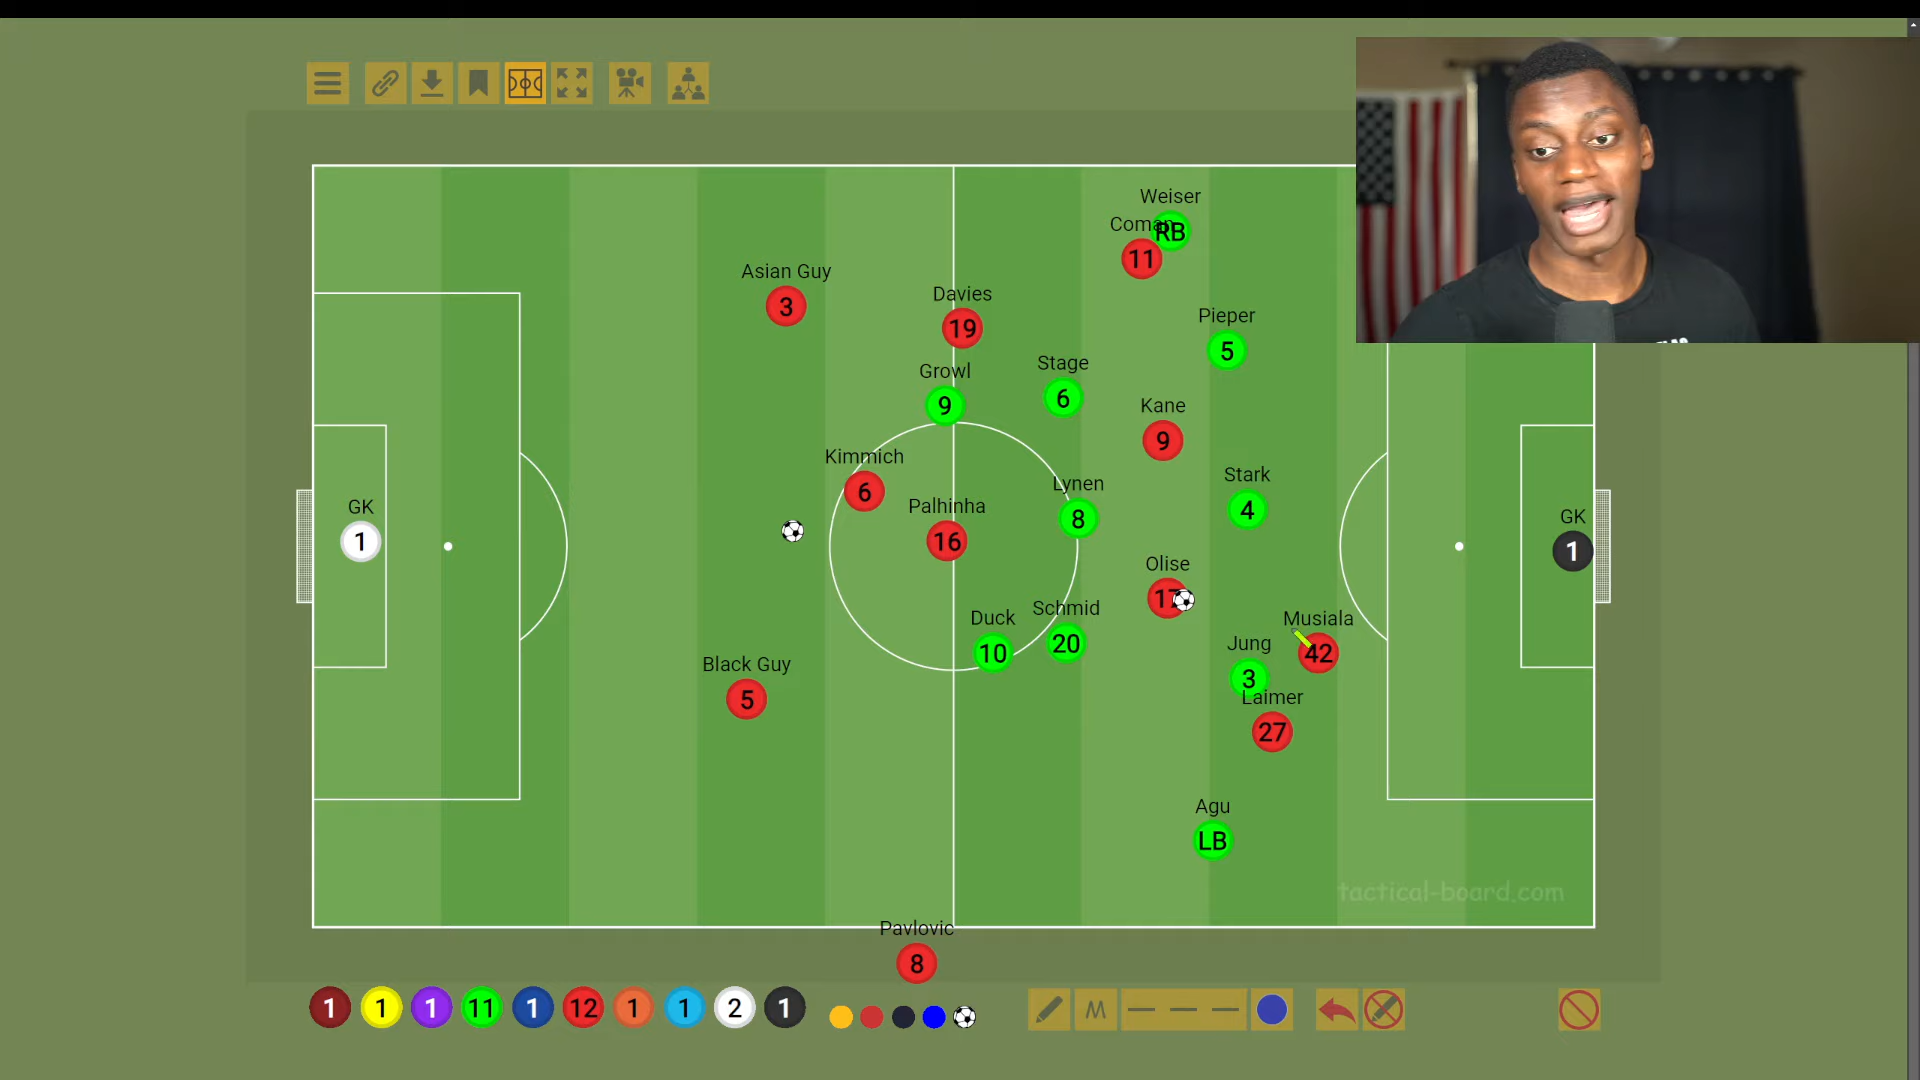 Weiser
Coman
RB
11
Asian Guy
3
Davies
19
Pieper
5
Growl
9
Stage
6
Kane
9
Kimmich
6
Lynen
8
Stark
4
Palhinha
16
GK
1
GK
1
Olise
17
Duck
10
Schmid
20
Musiala
42
Jung
3
Black Guy
5
Laimer
27
Agu
LB
tactical-board.com
Pavlovic
8
1 1 1 11 1 12 1 1 2 1